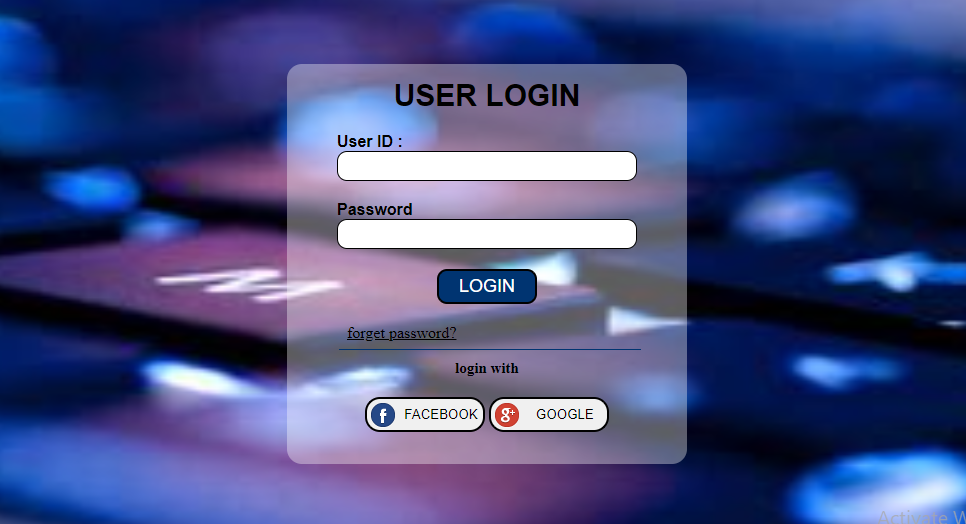 USER LOGIN
User ID :
Password
LOGIN
forget password?
login with
f FACEBOOK g+ GOOGLE
Activate W